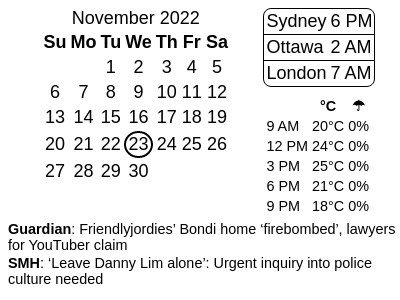 November 2022
Su Mo Tu We Th Fr Sa
1 2 3 4 5
6 7 8 9 10 11 12
13 14 15 16 17 18 19
20 21 22 23 24 25 26
27 28 29 30
Sydney 6 PM
Ottawa 2 AM
London 7 AM
°C ☂
9 AM 20°C 0%
12 PM 24°C 0%
3 PM 25°C 0%
6 PM 21°C 0%
9 PM 18°C 0%
Guardian: Friendlyjordies’ Bondi home ‘firebombed’, lawyers
for YouTuber claim
SMH: ‘Leave Danny Lim alone’: Urgent inquiry into police
culture needed